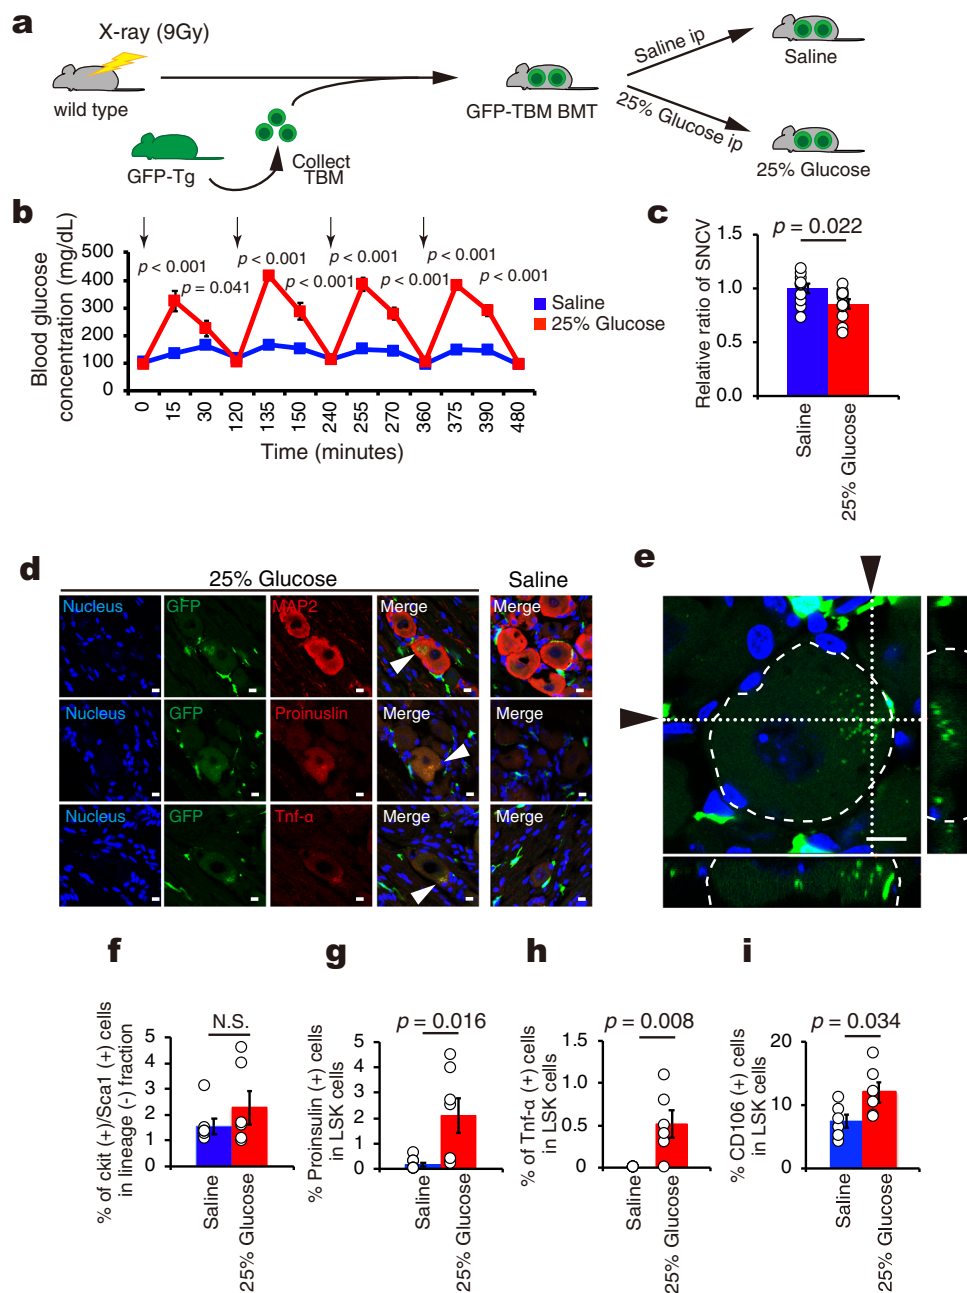 a
X-ray (9Gy)
wild type
GFP-Tg
Collect
TBM
GFP-TBM BMT
Saline ip
25% Glucose ip
Saline
25% Glucose
b
Blood glucose
concentration (mg/dL)
500
400
300
200
100
0
p < 0.001
p = 0.041
p < 0.001
p < 0.001
p < 0.001
p < 0.001
p < 0.001
p < 0.001
Saline
25% Glucose
0
15
30
120
135
150
240
255
270
360
375
390
480
Time (minutes)
c
p = 0.022
Relative ratio of SNCV
1.5
1.0
0.5
0.0
Saline
25% Glucose
d
25% Glucose
Saline
Nucleus
GFP
MAP2
Merge
Merge
Nucleus
GFP
Proinuslin
Merge
Merge
Nucleus
GFP
Tnf-α
Merge
Merge
e
f
% of ckit (+)/Sca1 (+) cells
in lineage (-) fraction
N.S.
5
4
3
2
1
0
Saline
25% Glucose
g
% Proinsulin (+) cells
in LSK cells
p = 0.016
5
4
3
2
1
0
Saline
25% Glucose
h
% of Tnf-α (+) cells
in LSK cells
p = 0.008
1.5
1.0
0.5
0
Saline
25% Glucose
i
% CD106 (+) cells
in LSK cells
p = 0.034
20
10
0
Saline
25% Glucose